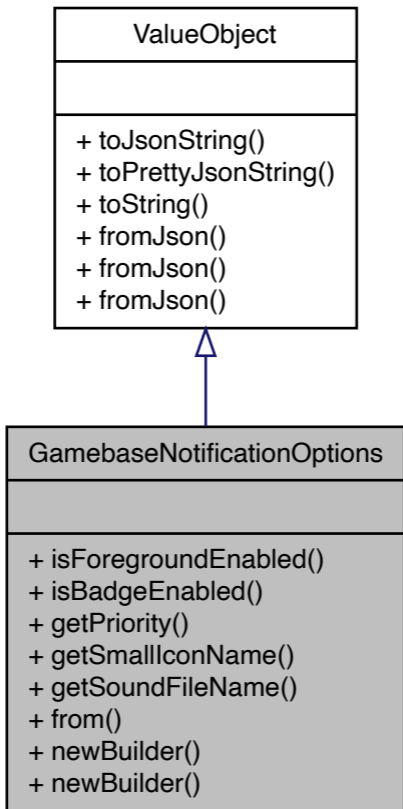 ValueObject
+ toJsonString()
+ toPrettyJsonString()
+ toString()
+ fromJson()
+ fromJson()
+ fromJson()
GamebaseNotificationOptions
+ isForegroundEnabled()
+ isBadgeEnabled()
+ getPriority()
+ getSmallIconName()
+ getSoundFileName()
+ from()
+ newBuilder()
+ newBuilder()